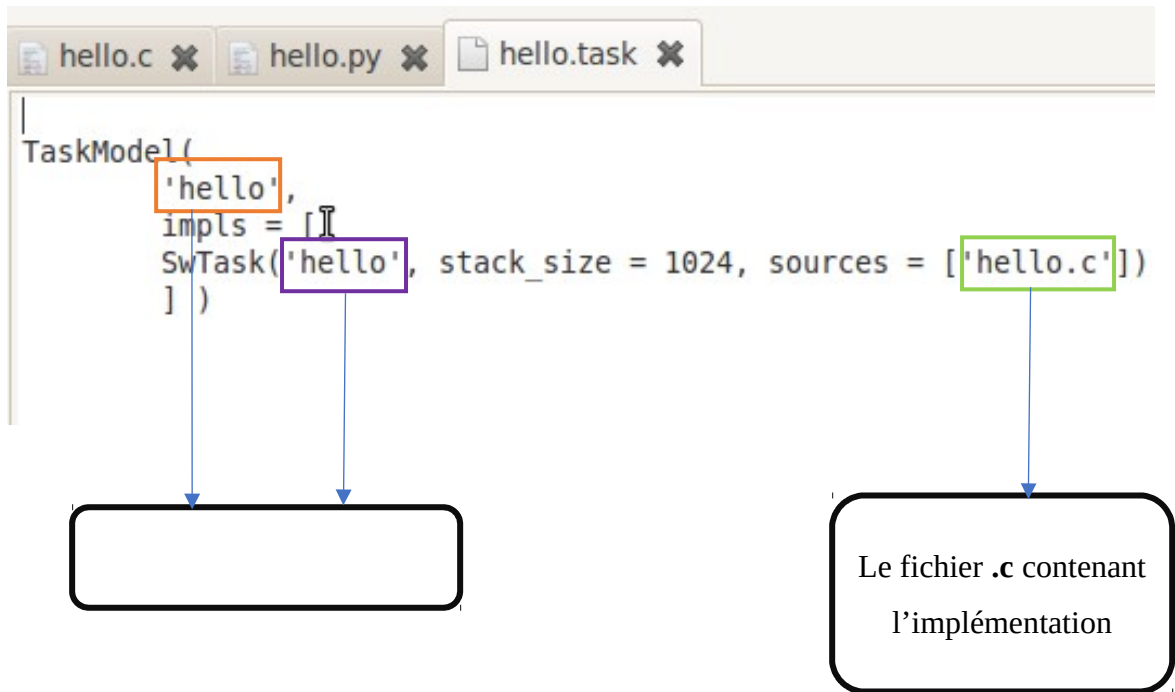 hello.c hello.py hello.task
TaskModel(
'hello',
impls = [
SwTask('hello', stack_size = 1024, sources = ['hello.c'])
] )
Le fichier .c contenant
l’implémentation